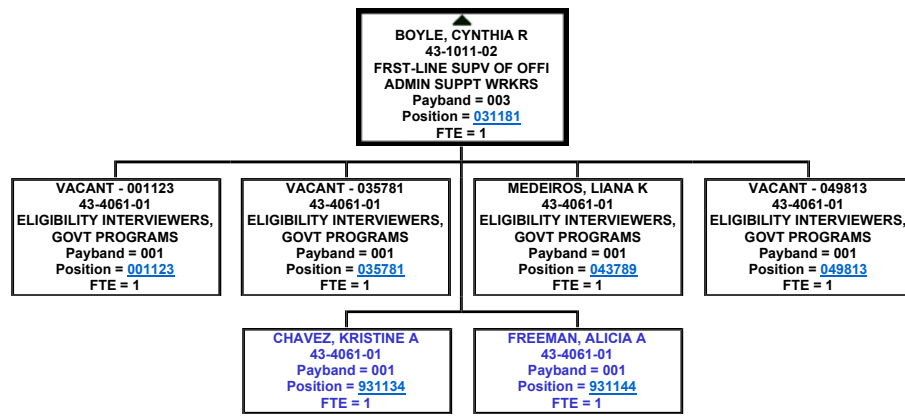 BOYLE, CYNTHIA R
43-1011-02
FRST-LINE SUPV OF OFFI
ADMIN SUPPT WRKRS
Payband = 003
Position = 031181
FTE = 1
VACANT - 001123
43-4061-01
ELIGIBILITY INTERVIEWERS,
GOVT PROGRAMS
Payband = 001
Position = 001123
FTE = 1
VACANT - 035781
43-4061-01
ELIGIBILITY INTERVIEWERS,
GOVT PROGRAMS
Payband = 001
Position = 035781
FTE = 1
MEDEIROS, LIANA K
43-4061-01
ELIGIBILITY INTERVIEWERS,
GOVT PROGRAMS
Payband = 001
Position = 043789
FTE = 1
VACANT - 049813
43-4061-01
ELIGIBILITY INTERVIEWERS,
GOVT PROGRAMS
Payband = 001
Position = 049813
FTE = 1
CHAVEZ, KRISTINE A
43-4061-01
Payband = 001
Position = 931134
FTE = 1
FREEMAN, ALICIA A
43-4061-01
Payband = 001
Position = 931144
FTE = 1